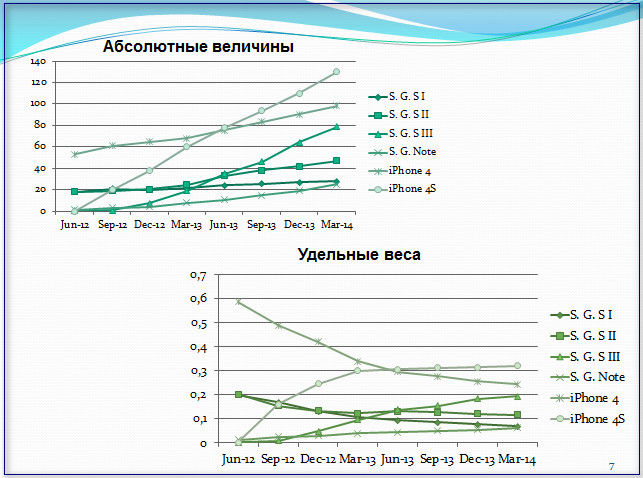 Абсолютные величины
140
120
100
80
60
40
20
0
Jun-12 Sep-12 Dec-12 Mar-13 Jun-13 Sep-13 Dec-13 Mar-14
S. G. S I
S. G. S II
S. G. S III
S. G. Note
iPhone 4
iPhone 4S
Удельные веса
0,7
0,6
0,5
0,4
0,3
0,2
0,1
0
Jun-12 Sep-12 Dec-12 Mar-13 Jun-13 Sep-13 Dec-13 Mar-14
S. G. S I
S. G. S II
S. G. S III
S. G. Note
iPhone 4
iPhone 4S
7